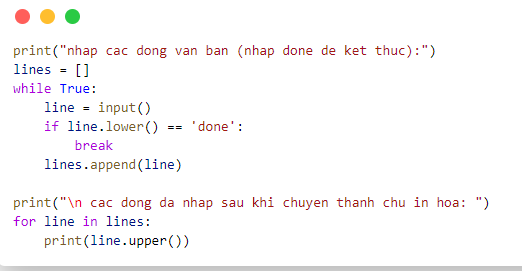 print("nhap cac dong van ban (nhap done de ket thuc):")
lines = []
while True:
    line = input()
    if line.lower() == 'done':
        break
    lines.append(line)

print("\n cac dong da nhap sau khi chuyen thanh chu in hoa: ")
for line in lines:
    print(line.upper())